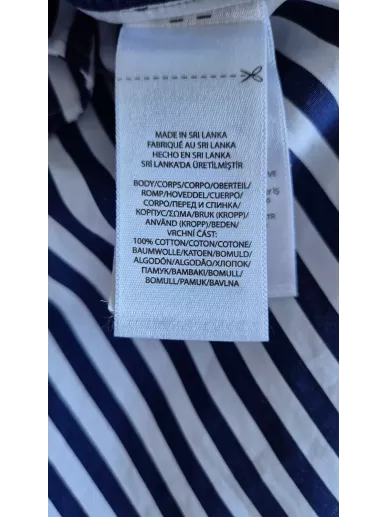 MADE IN SRI LANKA
FABRIQUÉ AU SRI LANKA
HECHO EN SRI LANKA
SRİ LANKA'DA ÜRETİLMİŞTİR
BODY/CORPS/CORPO/OBERTEIL/
ROMP/HOVEDDEL/CUERPO/
CORPO/ПЕРЕД И СПИНКА/
КОРПУС/ΣΩΜΑ/BRUK (KROPP)/
ANVÄND (KROPP)/BEDEN/
VRCHNÍ ČÁST:
100% COTTON/COTON/COTONE/
BAUMWOLLE/KATOEN/BOMULD/
ALGODÓN/ALGODÃO/ХЛОПОК/
ПАМУК/ΒΑΜΒΑΚΙ/BOMULL/
BOMULL/PAMUK/BAVLNA